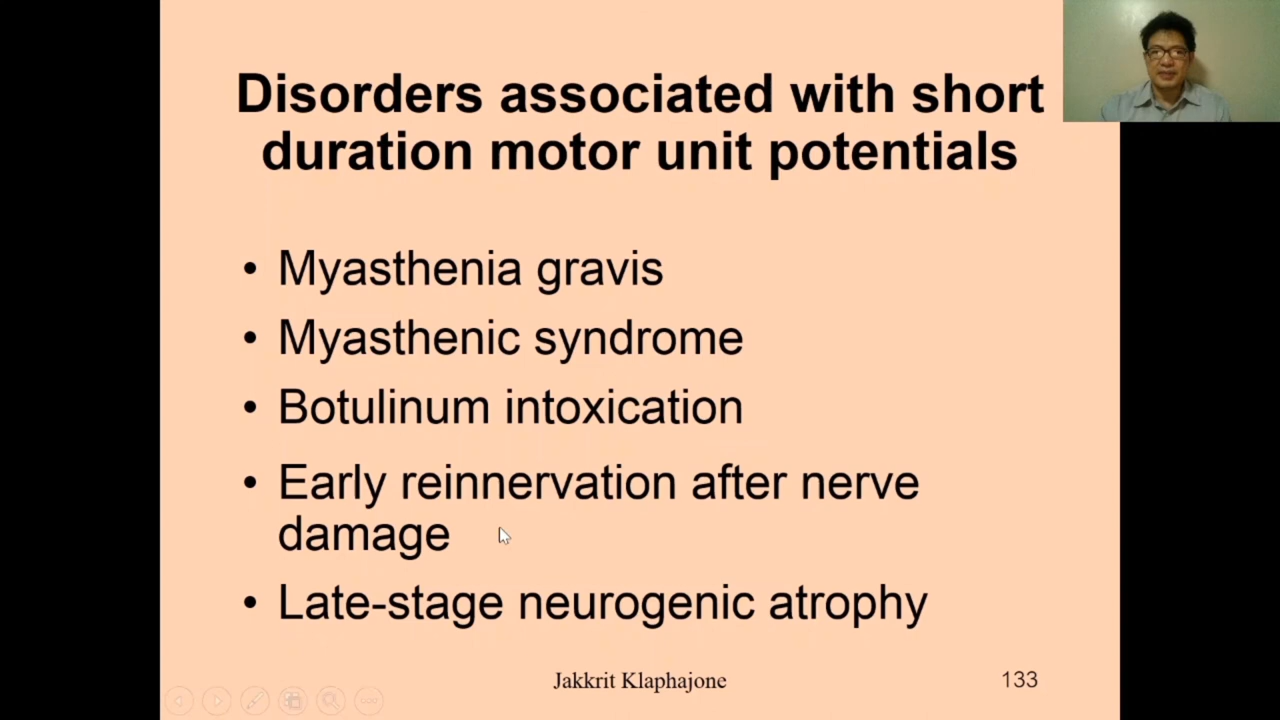 Disorders associated with short
duration motor unit potentials
• Myasthenia gravis
• Myasthenic syndrome
• Botulinum intoxication
• Early reinnervation after nerve
damage
• Late-stage neurogenic atrophy
Jakkrit Klaphajone
133